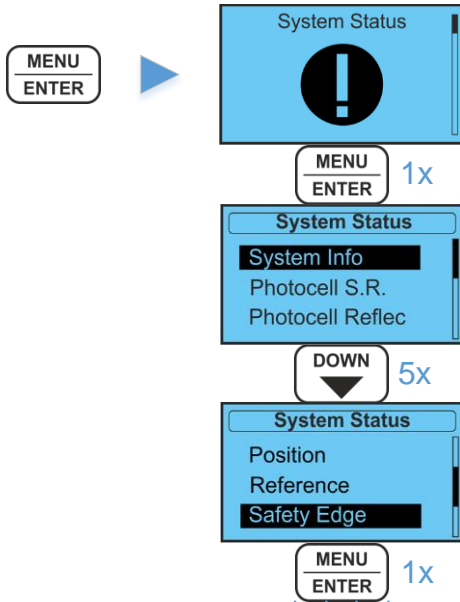 MENU
ENTER
System Status
MENU
ENTER
1x
System Status
System Info
Photocell S.R.
Photocell Reflec
DOWN
5x
System Status
Position
Reference
Safety Edge
MENU
ENTER
1x